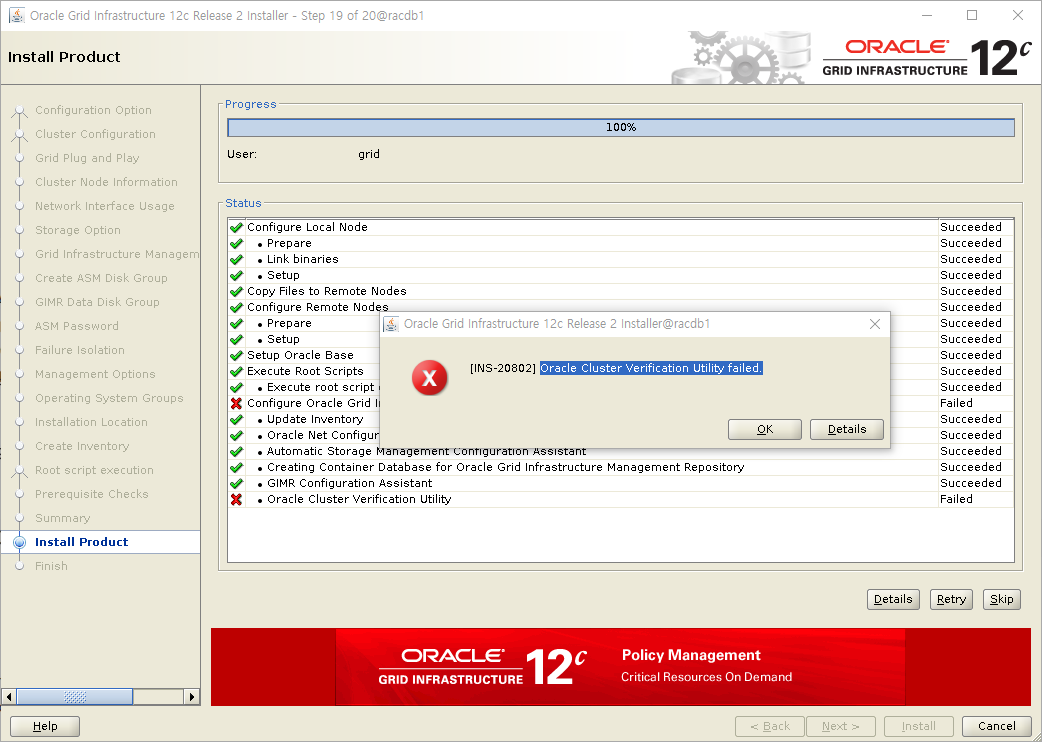 Oracle Grid Infrastructure 12c Release 2 Installer - Step 19 of 20@racdb1
Install Product
ORACLE
GRID INFRASTRUCTURE 12c
Configuration Option
Cluster Configuration
Grid Plug and Play
Cluster Node Information
Network Interface Usage
Storage Option
Grid Infrastructure Managem
Create ASM Disk Group
GIMR Data Disk Group
ASM Password
Failure Isolation
Management Options
Operating System Groups
Installation Location
Create Inventory
Root script execution
Prerequisite Checks
Summary
Install Product
Finish
Progress
100%
User: grid
Status
Configure Local Node Succeeded
• Prepare Succeeded
• Link binaries Succeeded
• Setup Succeeded
Copy Files to Remote Nodes Succeeded
Configure Remote Nodes Succeeded
• Prepare Succeeded
• Setup Succeeded
Setup Oracle Base Succeeded
Execute Root Scripts Succeeded
• Execute root script Succeeded
Configure Oracle Grid Failed
• Update Inventory Succeeded
• Oracle Net Configur Succeeded
• Automatic Storage Management Configuration Assistant Succeeded
• Creating Container Database for Oracle Grid Infrastructure Management Repository Succeeded
• GIMR Configuration Assistant Succeeded
• Oracle Cluster Verification Utility Failed
Oracle Grid Infrastructure 12c Release 2 Installer@racdb1
[INS-20802] Oracle Cluster Verification Utility failed.
OK Details
Details Retry Skip
ORACLE
GRID INFRASTRUCTURE 12c
Policy Management
Critical Resources On Demand
Help < Back Next > Install Cancel